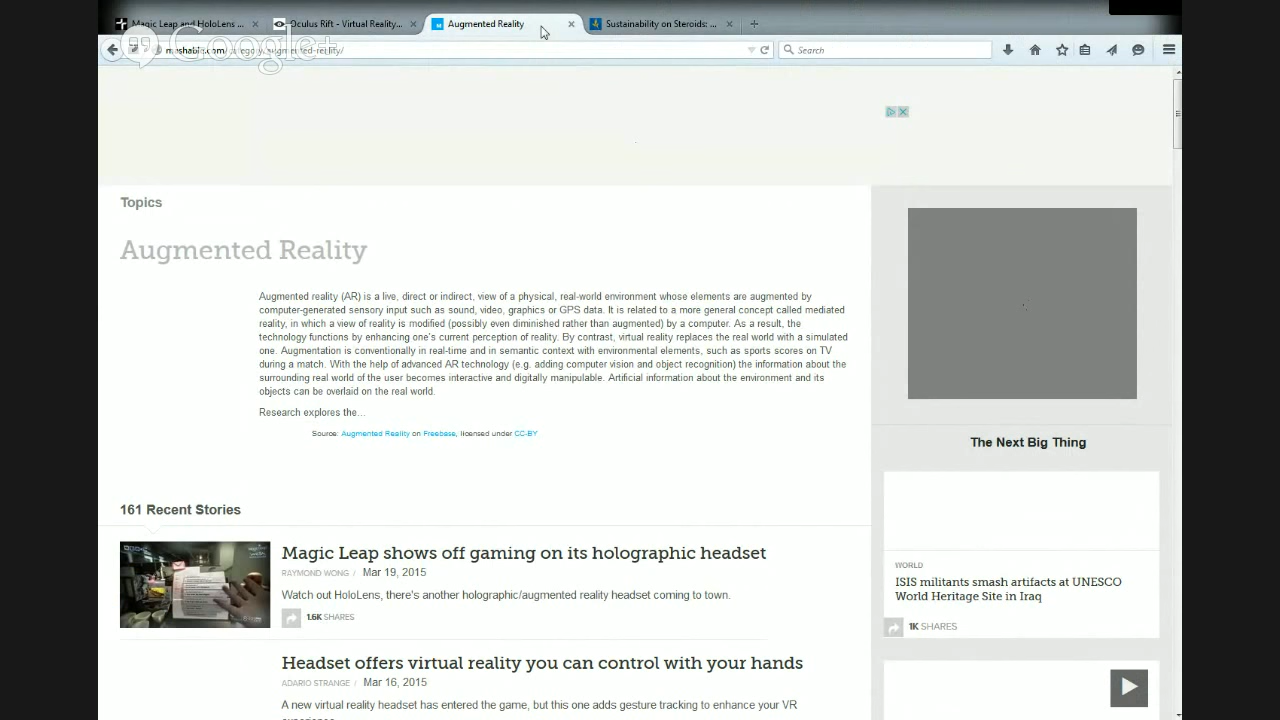 Magic Leap and HoloLens ...
Oculus Rift - Virtual Reality...
Augmented Reality
Sustainability on Steroids: ...
Google+
mashable.com/category/augmented-reality/
Search
Topics
Augmented Reality
Augmented reality (AR) is a live, direct or indirect, view of a physical, real-world environment whose elements are augmented by
computer-generated sensory input such as sound, video, graphics or GPS data. It is related to a more general concept called mediated
reality, in which a view of reality is modified (possibly even diminished rather than augmented) by a computer. As a result, the
technology functions by enhancing one's current perception of reality. By contrast, virtual reality replaces the real world with a simulated
one. Augmentation is conventionally in real-time and in semantic context with environmental elements, such as sports scores on TV
during a match. With the help of advanced AR technology (e.g. adding computer vision and object recognition) the information about the
surrounding real world of the user becomes interactive and digitally manipulable. Artificial information about the environment and its
objects can be overlaid on the real world.
Research explores the...
Source: Augmented Reality on Freebase, licensed under CC-BY
161 Recent Stories
Magic Leap shows off gaming on its holographic headset
RAYMOND WONG / Mar 19, 2015
Watch out HoloLens, there's another holographic/augmented reality headset coming to town.
1.6K SHARES
Headset offers virtual reality you can control with your hands
ADARIO STRANGE / Mar 16, 2015
A new virtual reality headset has entered the game, but this one adds gesture tracking to enhance your VR
The Next Big Thing
WORLD
ISIS militants smash artifacts at UNESCO
World Heritage Site in Iraq
1K SHARES